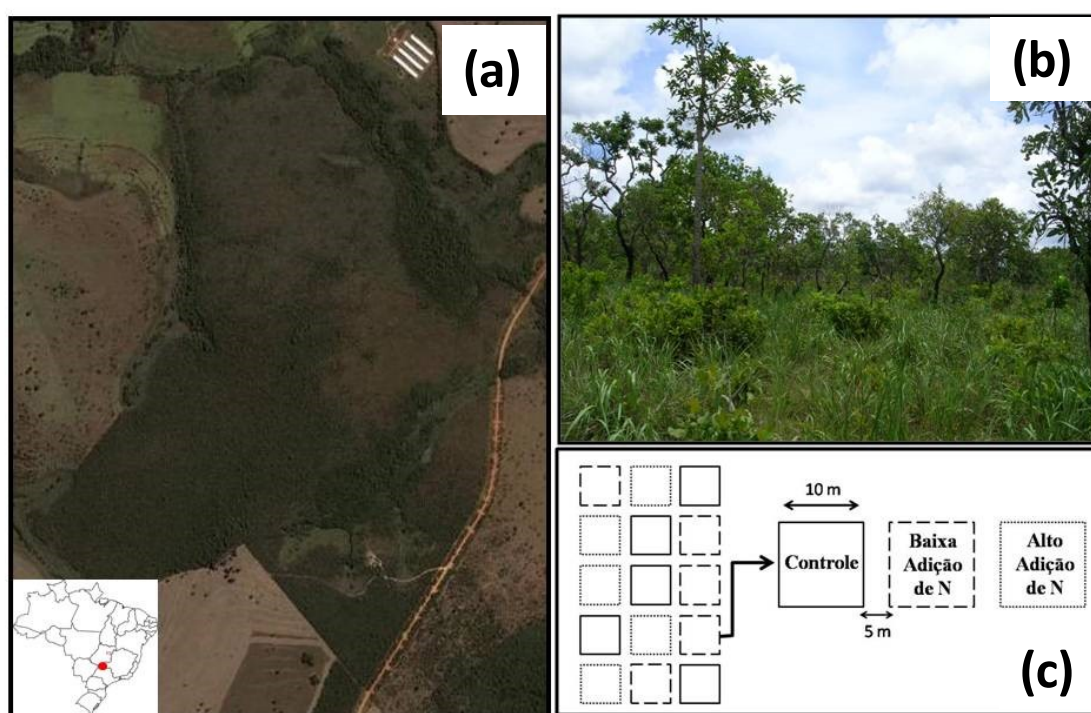 (a)
(b)
10 m
Controle
Baixa
Adição
de N
Alto
Adição
de N
5 m
(c)